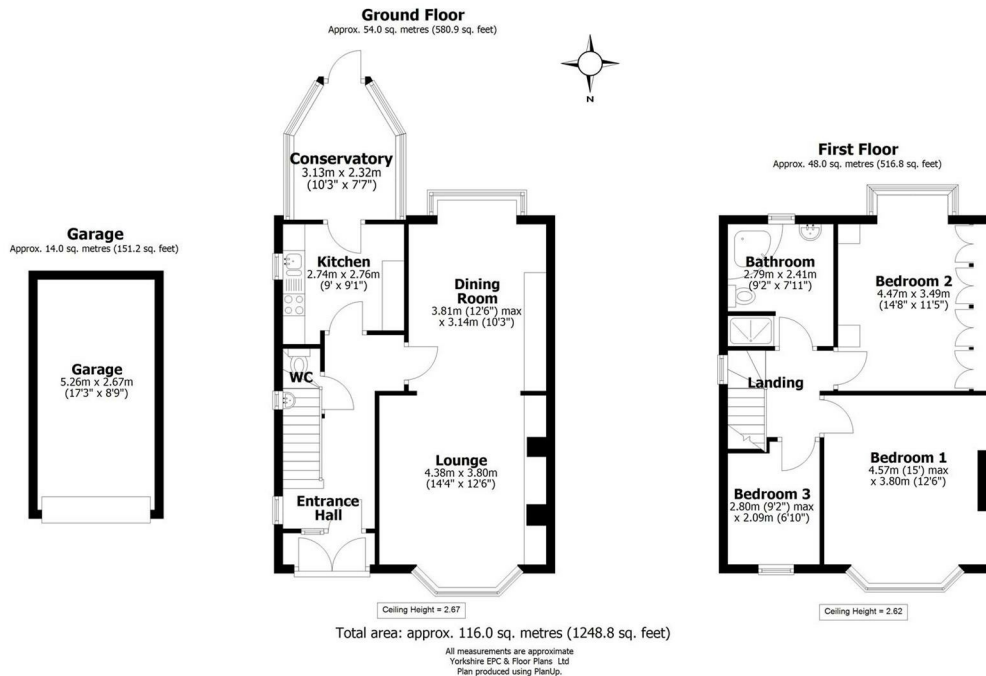 Ground Floor
Approx. 54.0 sq. metres (580.9 sq. feet)
N
Conservatory
3.13m x 2.32m
(10'3" x 7'7")
Kitchen
2.74m x 2.76m
(9' x 9'1")
Dining
Room
3.81m (12'6") max
x 3.14m (10'3")
WC
Lounge
4.38m x 3.80m
(14'4" x 12'6")
Entrance
Hall
Ceiling Height = 2.67
Garage
Approx. 14.0 sq. metres (151.2 sq. feet)
Garage
5.26m x 2.67m
(17'3" x 8'9")
First Floor
Approx. 48.0 sq. metres (516.8 sq. feet)
Bathroom
2.79m x 2.41m
(9'2" x 7'11")
Bedroom 2
4.47m x 3.49m
(14'8" x 11'5")
Landing
Bedroom 1
4.57m (15') max
x 3.80m (12'6")
Bedroom 3
2.80m (9'2") max
x 2.09m (6'10")
Ceiling Height = 2.62
Total area: approx. 116.0 sq. metres (1248.8 sq. feet)
All measurements are approximate
Yorkshire EPC & Floor Plans Ltd
Plan produced using PlanUp.